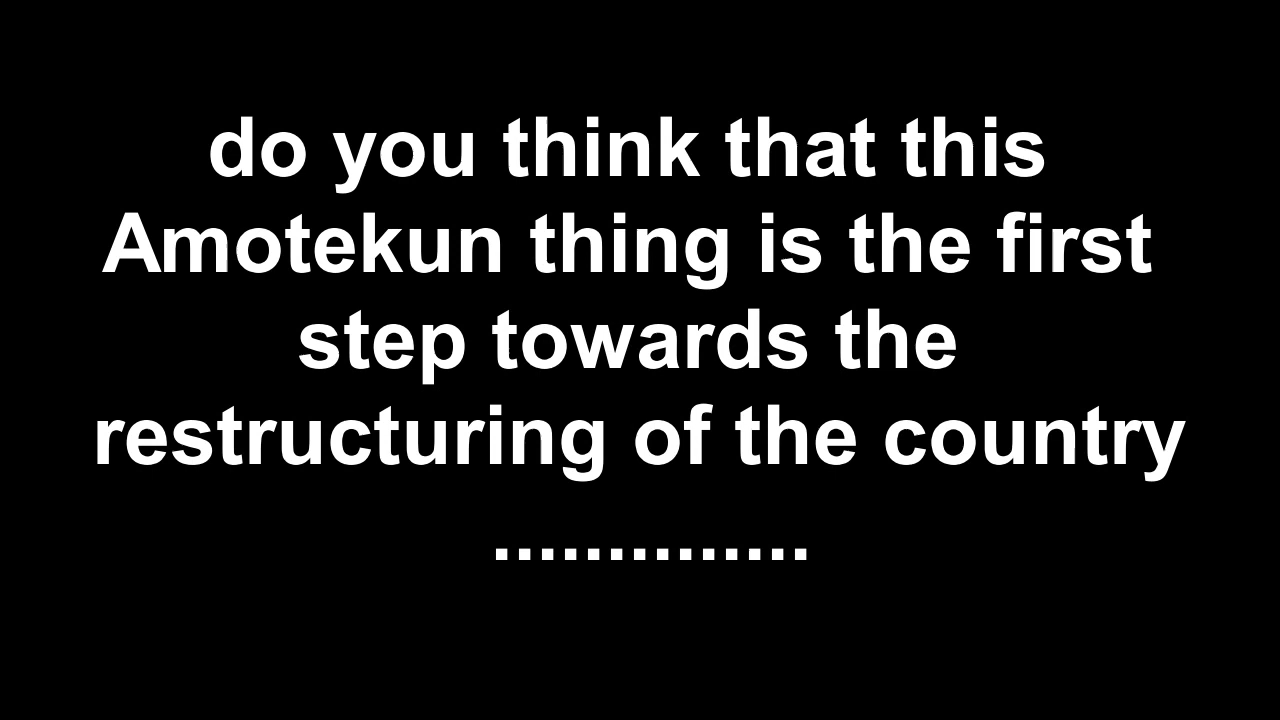 do you think that this
Amotekun thing is the first
step towards the
restructuring of the country
..............